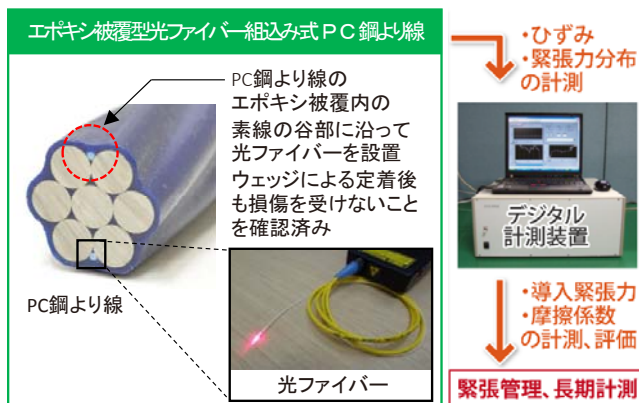 エポキシ被覆型光ファイバー組込み式PC鋼より線
PC鋼より線の
エポキシ被覆内の
素線の谷部に沿って
光ファイバーを設置
ウェッジによる定着後
も損傷を受けないこと
を確認済み
PC鋼より線
光ファイバー
・ひずみ
・緊張力分布
の計測
デジタル
計測装置
・導入緊張力
・摩擦係数
の計測、評価
緊張管理、長期計測